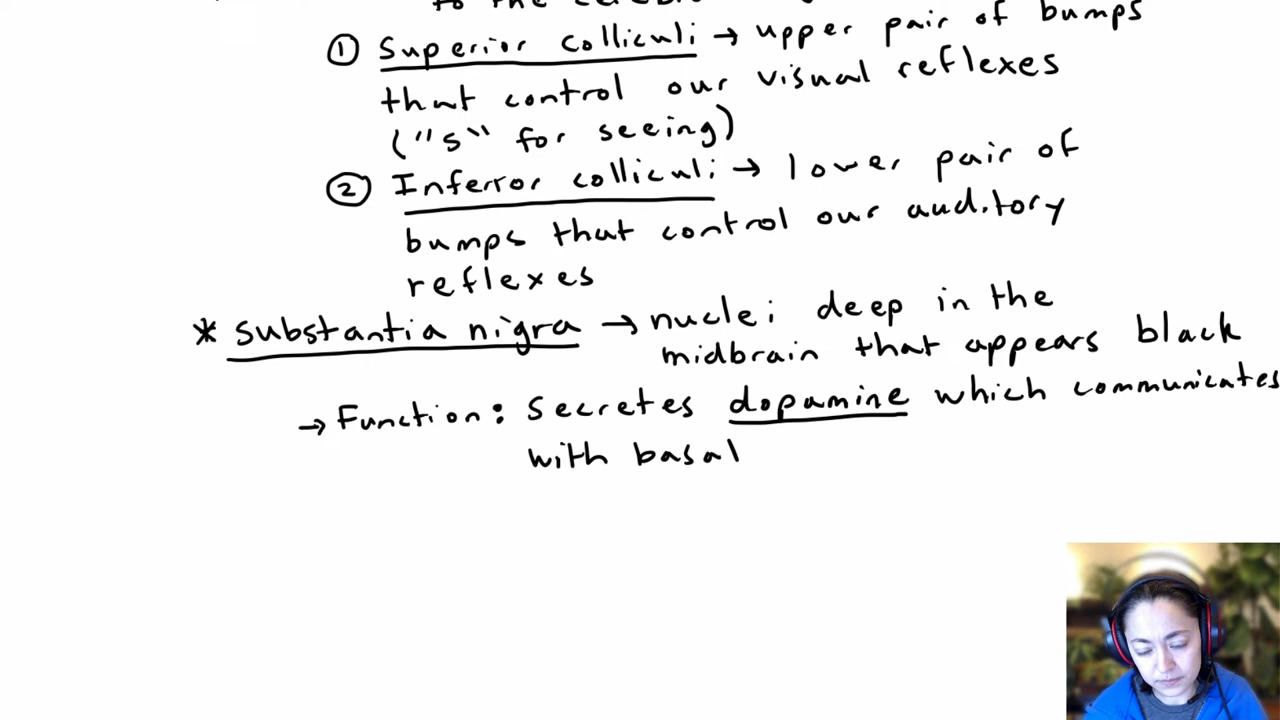 to the
① Superior colliculi → upper pair of bumps
that control our visual reflexes
("s" for seeing)
② Inferior colliculi → lower pair of
bumps that control our auditory
reflexes
* substantia nigra → nuclei deep in the
midbrain that appears black
→ Function: secretes dopamine which communicates
with basal